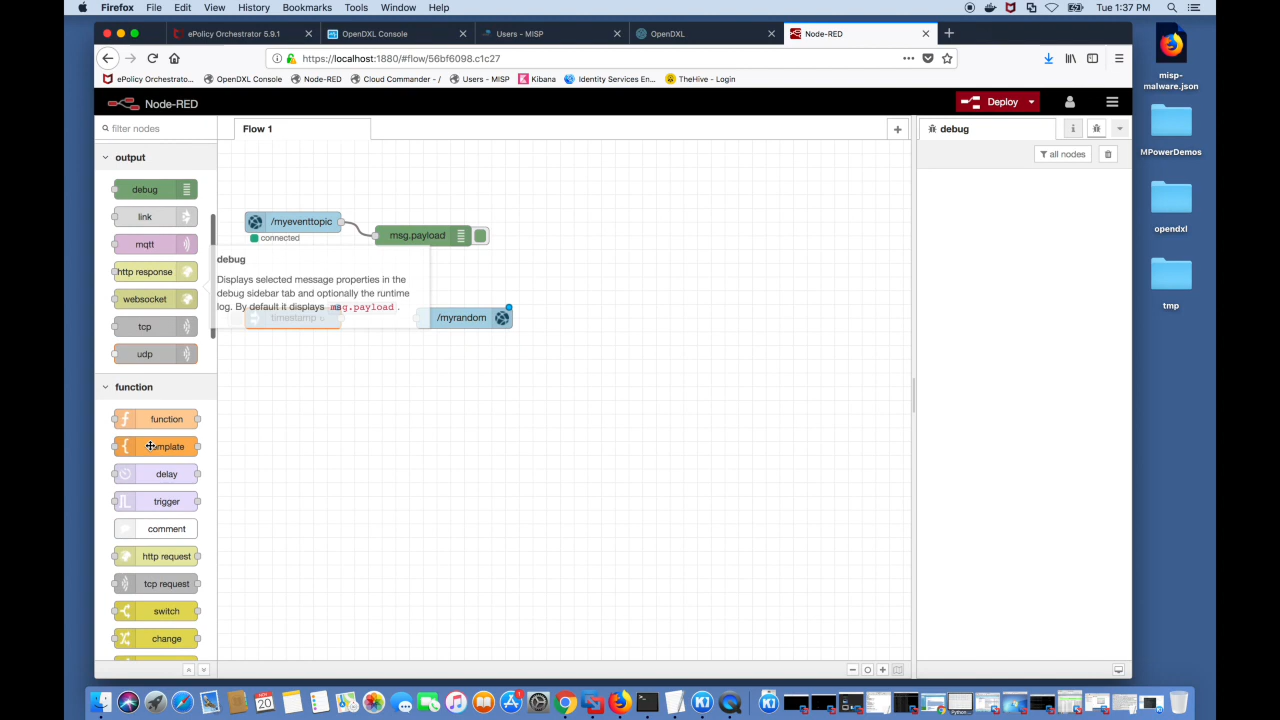 Firefox File Edit View History Bookmarks Tools Window Help
Tue 1:37 PM
ePolicy Orchestrator 5.9.1
OpenDXL Console
Users - MISP
OpenDXL
Node-RED
https://localhost:1880/#flow/56bf6098.c1c27
ePolicy Orchestrato...
OpenDXL Console
Node-RED
Cloud Commander - /
Users - MISP
Kibana
Identity Services En...
TheHive - Login
Node-RED
Deploy
filter nodes
Flow 1
debug
all nodes
output
debug
link
mqtt
http response
websocket
tcp
udp
function
function
template
delay
trigger
comment
http request
tcp request
switch
change
/myeventtopic
connected
msg.payload
debug
Displays selected message properties in the
debug sidebar tab and optionally the runtime
log. By default it displays msg.payload.
timestamp
/myrandom
misp-
malware.json
MPowerDemos
opendxl
tmp
NOV
20
Python